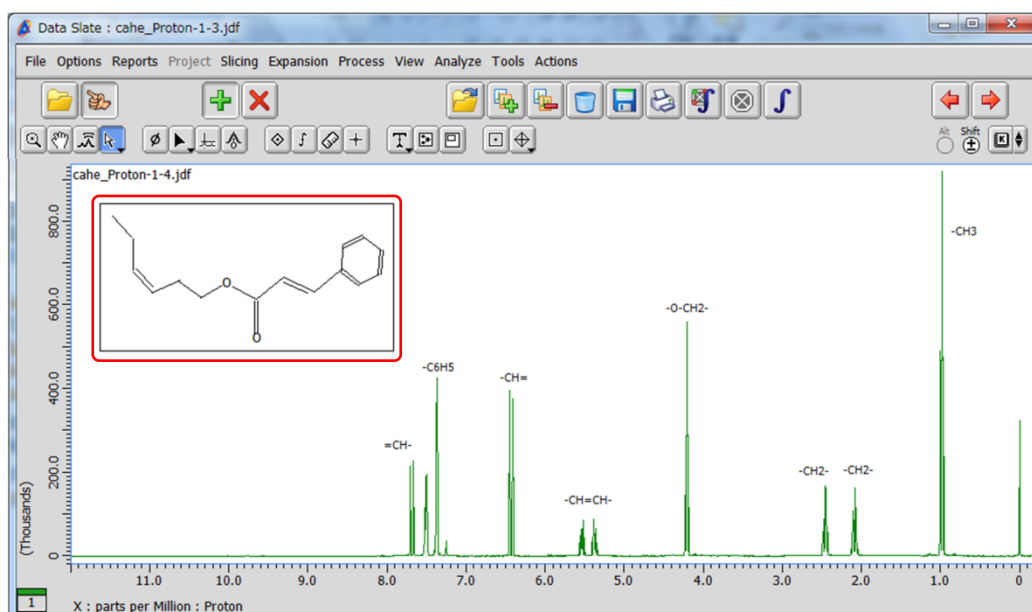 Data Slate : cahe_Proton-1-3.jdf
File Options Reports Project Slicing Expansion Process View Analyze Tools Actions
Alt Shift
K
T
cahe_Proton-1-4.jdf
O
O
-C6H5
=CH-
-CH=
-CH=CH-
-O-CH2-
-CH2-
-CH2-
-CH3
(Thousands)
800.0
600.0
400.0
200.0
0
11.0 10.0 9.0 8.0 7.0 6.0 5.0 4.0 3.0 2.0 1.0 0
1
X : parts per Million : Proton